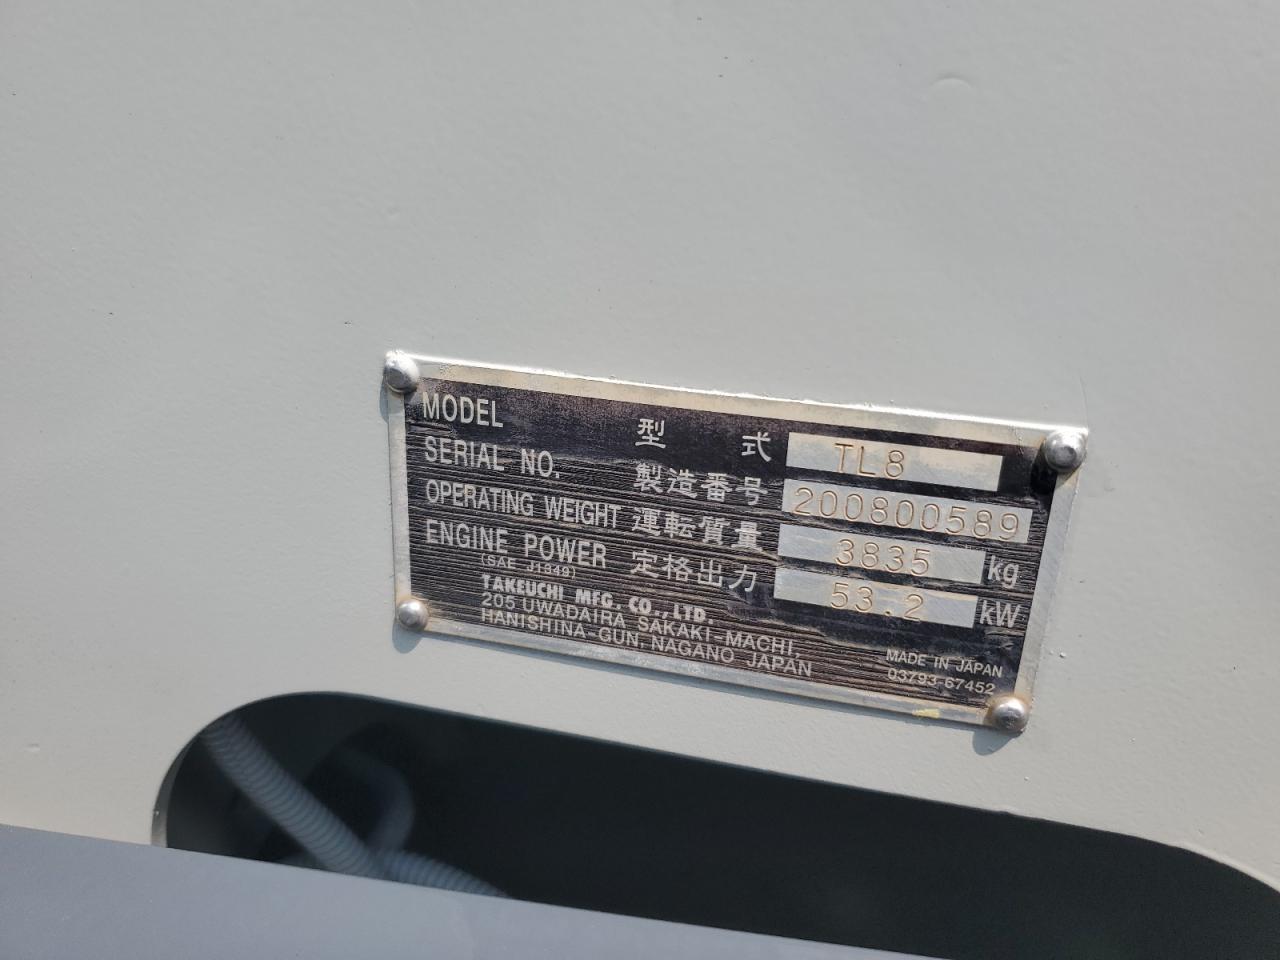 MODEL 型 式 TL8
SERIAL NO. 製造番号 200800589
OPERATING WEIGHT 運転質量 3835 kg
ENGINE POWER 定格出力 53.2 kW
(SAE J1349)
TAKEUCHI MFG. CO., LTD.
205 UWADAIRA SAKAKI-MACHI,
HANISHINA-GUN, NAGANO JAPAN
MADE IN JAPAN
03793-67452